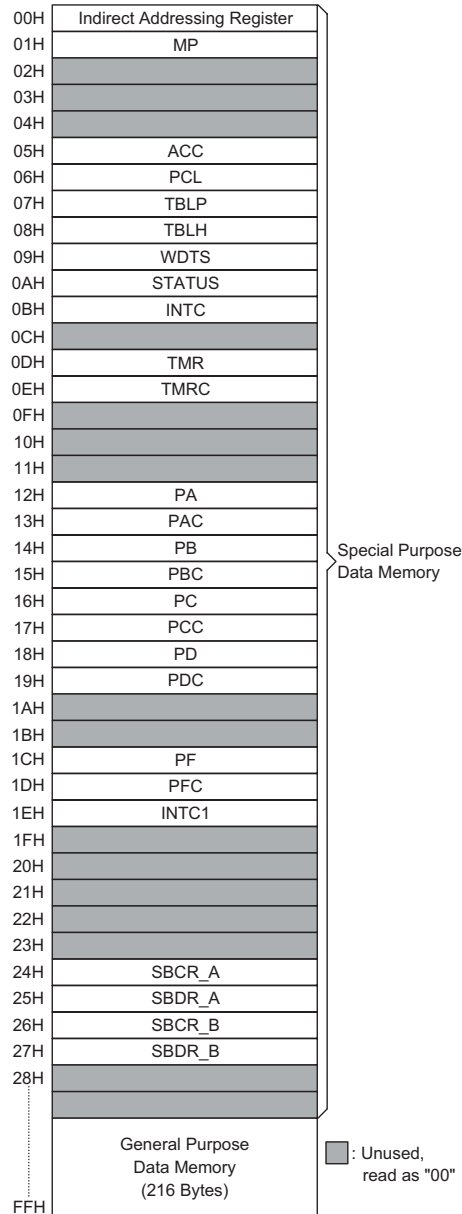 00H Indirect Addressing Register
01H MP
02H
03H
04H
05H ACC
06H PCL
07H TBLP
08H TBLH
09H WDTS
0AH STATUS
0BH INTC
0CH
0DH TMR
0EH TMRC
0FH
10H
11H
12H PA
13H PAC
14H PB
15H PBC
16H PC
17H PCC
18H PD
19H PDC
1AH
1BH
1CH PF
1DH PFC
1EH INTC1
1FH
20H
21H
22H
23H
24H SBCR_A
25H SBDR_A
26H SBCR_B
27H SBDR_B
28H
FFH
Special Purpose
Data Memory
General Purpose
Data Memory
(216 Bytes)
: Unused,
read as "00"